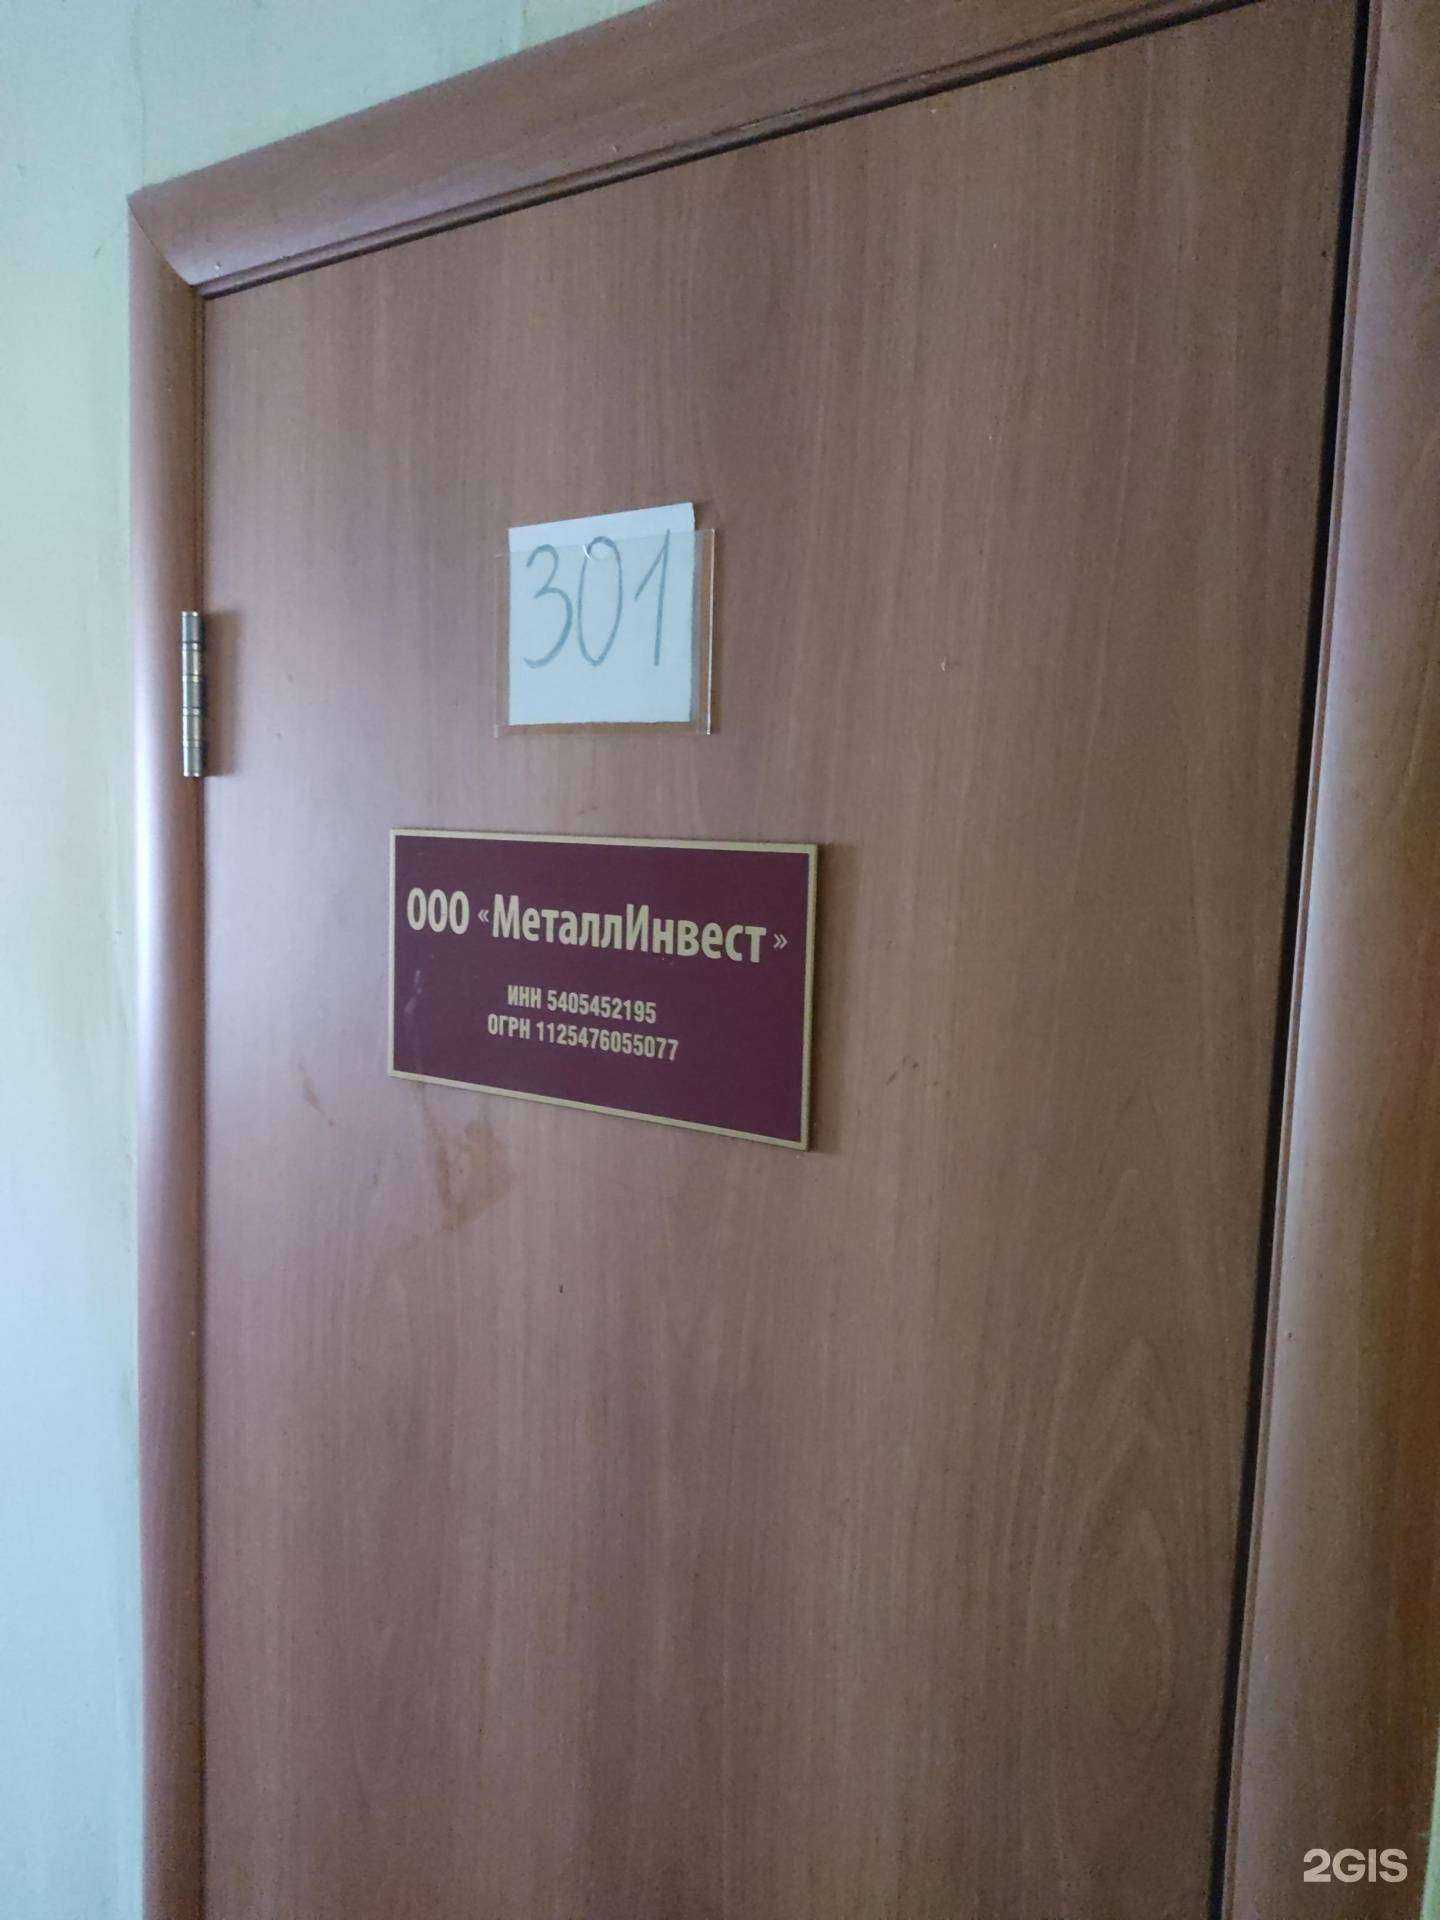 301
ООО «МеталлИнвест»
ИНН 5405452195
ОГРН 1125476055077
2GIS